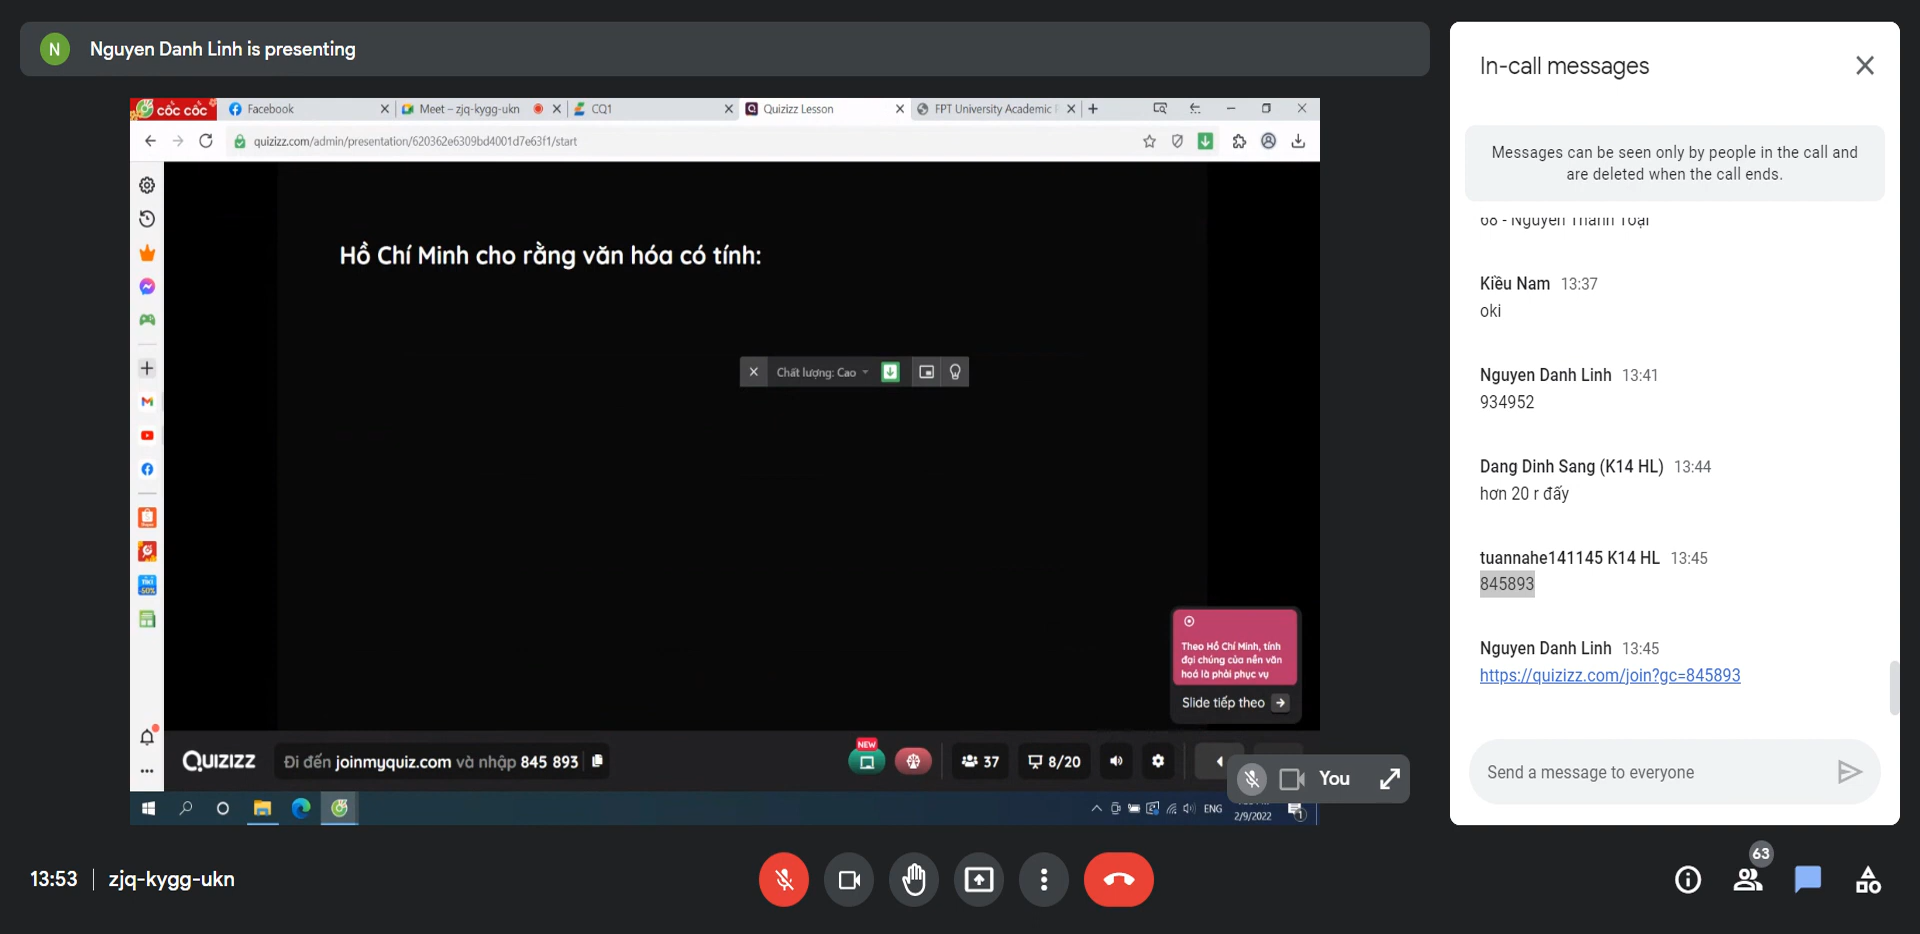 N
Nguyen Danh Linh is presenting
cốc cốc
Facebook
Meet – zjq-kygg-ukn
CQ1
Quizizz Lesson
FPT University Academic
quizizz.com/admin/presentation/620362e6309bd4001d7e63f1/start
Hồ Chí Minh cho rằng văn hóa có tính:
Chất lượng: Cao
Theo Hồ Chí Minh, tính
đại chúng của nền văn
hoá là phải phục vụ
Slide tiếp theo
QUIZIZZ
Đi đến joinmyquiz.com và nhập 845 893
NEW
37
8/20
You
ENG
2/9/2022
1
13:53
zjq-kygg-ukn
In-call messages
Messages can be seen only by people in the call and
are deleted when the call ends.
68 - Nguyen Thanh Toại
Kiều Nam 13:37
oki
Nguyen Danh Linh 13:41
934952
Dang Dinh Sang (K14 HL) 13:44
hơn 20 r đấy
tuannahe141145 K14 HL 13:45
845893
Nguyen Danh Linh 13:45
https://quizizz.com/join?gc=845893
Send a message to everyone
63